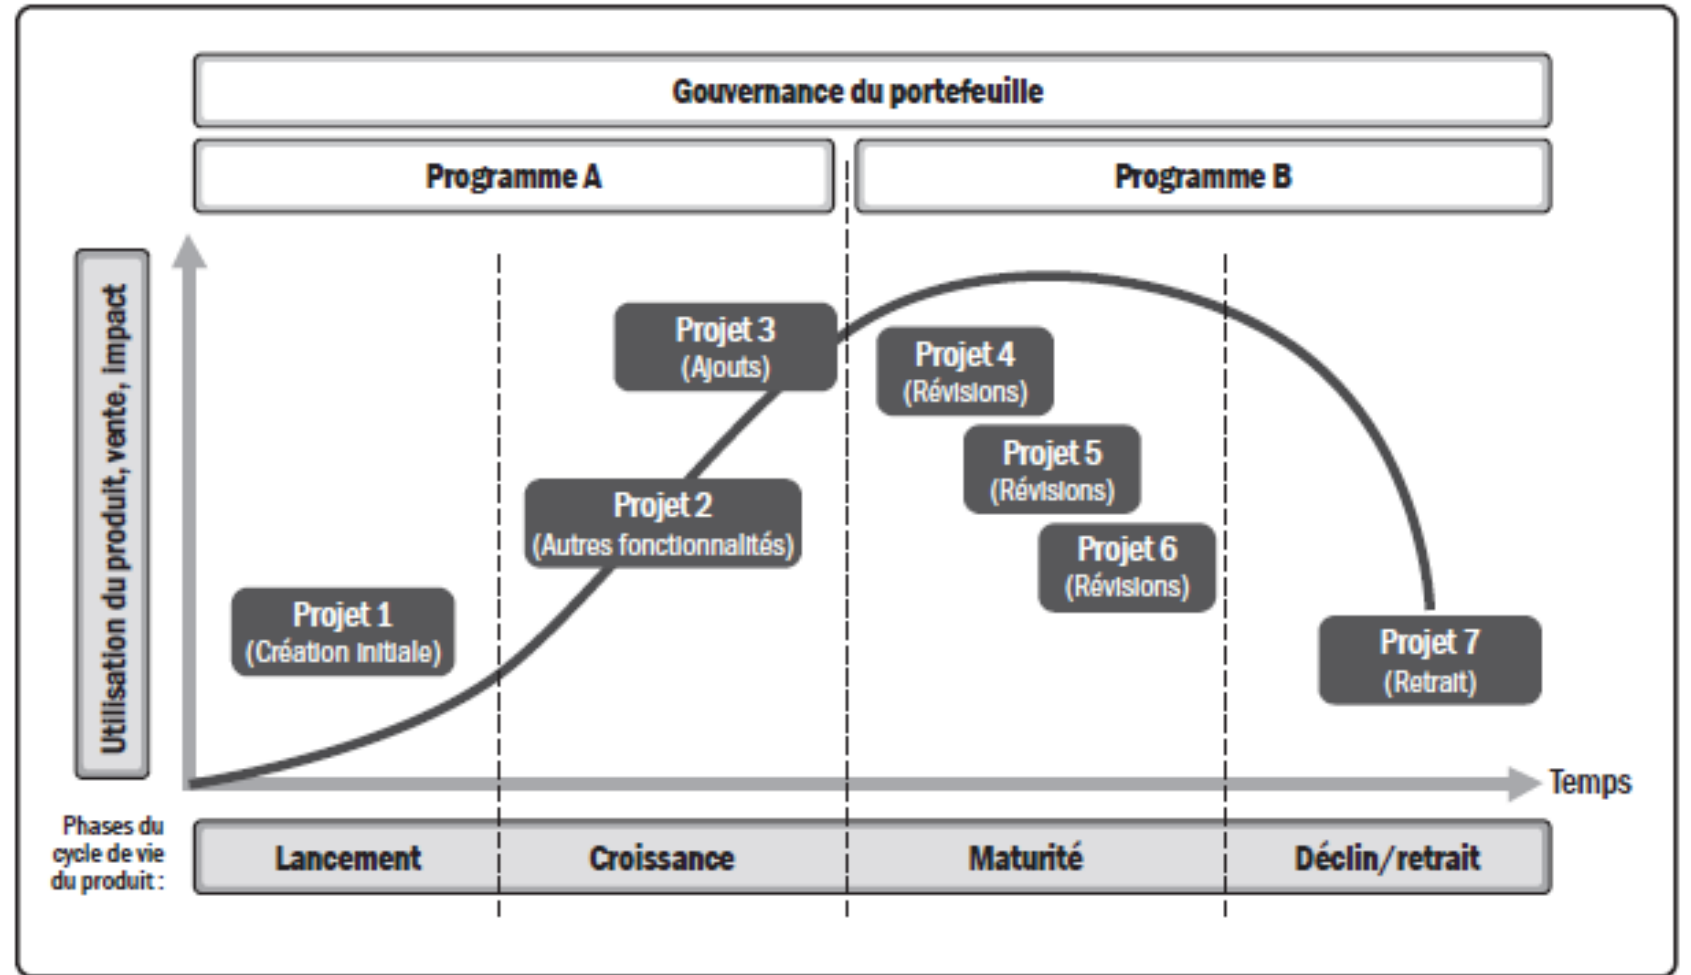 Gouvernance du portefeuille
Programme A
Programme B
Utilisation du produit, vente, impact
Projet 3
(Ajouts)
Projet 4
(Révisions)
Projet 5
(Révisions)
Projet 2
(Autres fonctionnalités)
Projet 6
(Révisions)
Projet 1
(Création initiale)
Projet 7
(Retrait)
Temps
Phases du
cycle de vie
du produit :
Lancement
Croissance
Maturité
Déclin/retrait